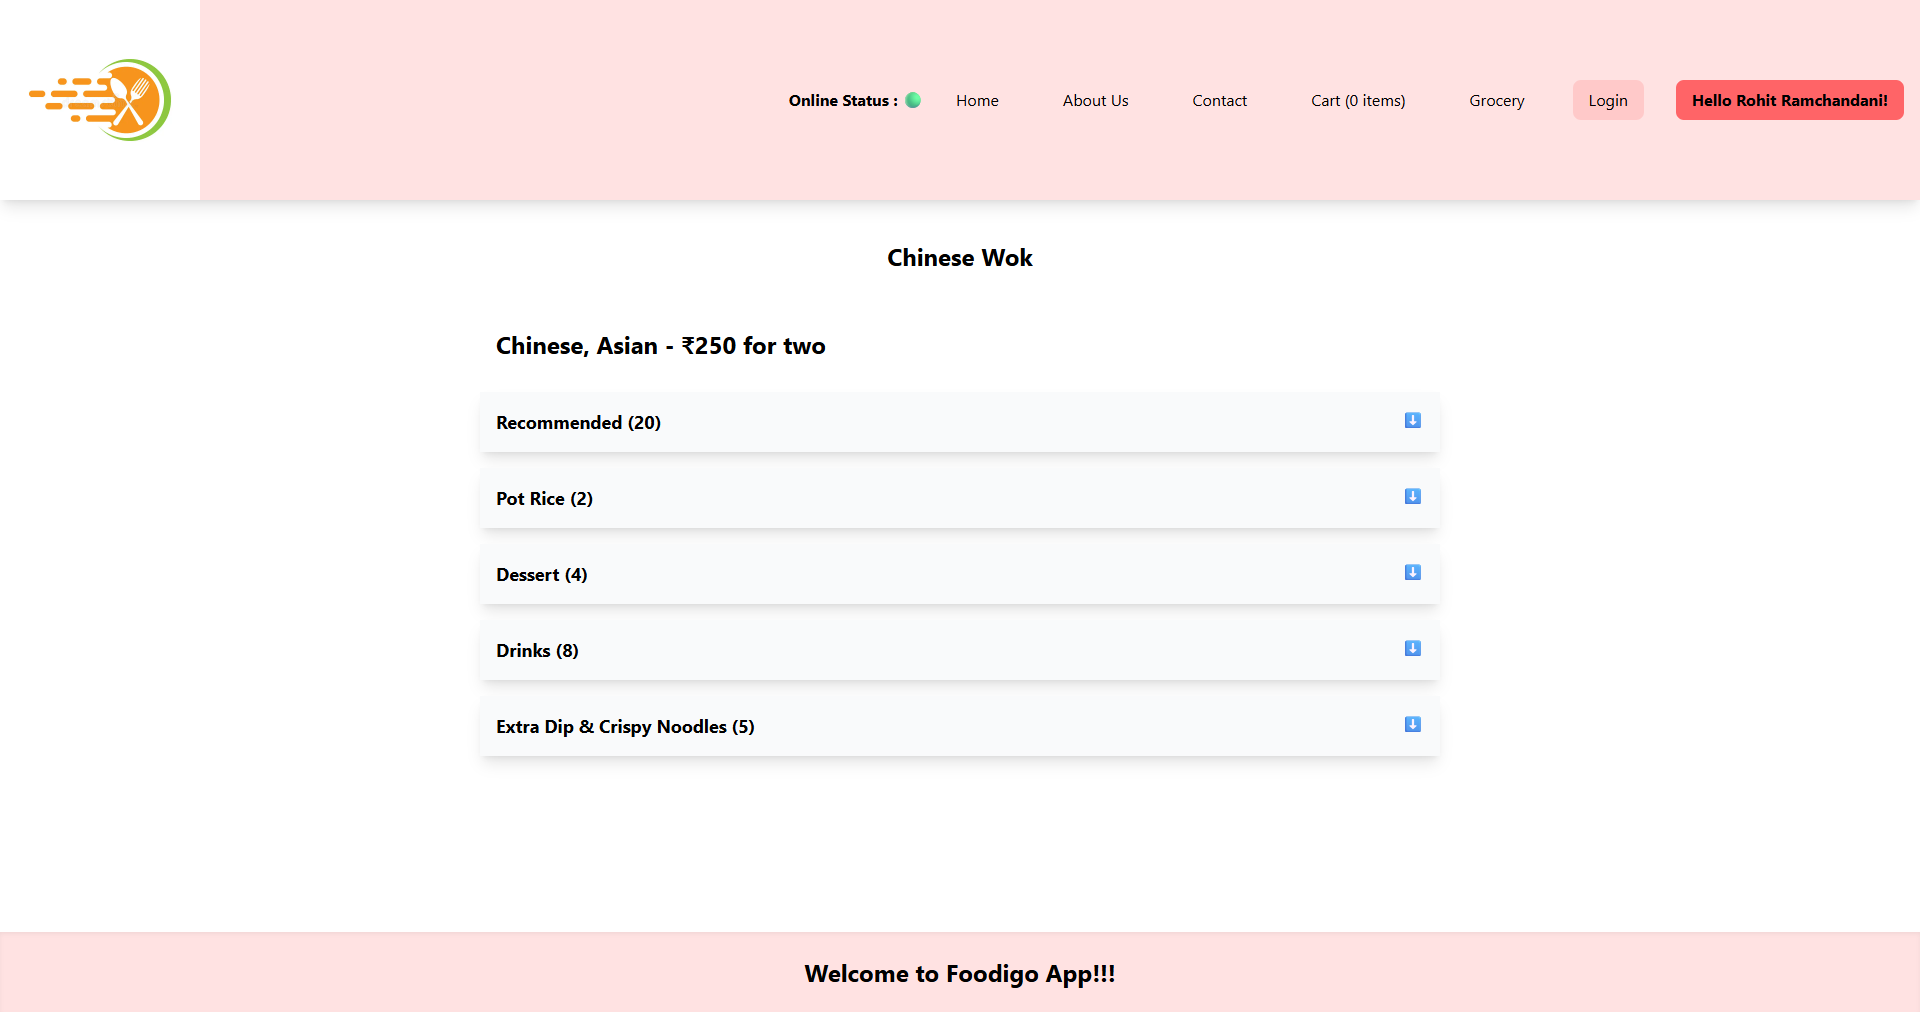 Online Status : 🟢 Home About Us Contact Cart (0 items) Grocery Login Hello Rohit Ramchandani!
Chinese Wok
Chinese, Asian - ₹250 for two
Recommended (20) ⬇️
Pot Rice (2) ⬇️
Dessert (4) ⬇️
Drinks (8) ⬇️
Extra Dip & Crispy Noodles (5) ⬇️
Welcome to Foodigo App!!!